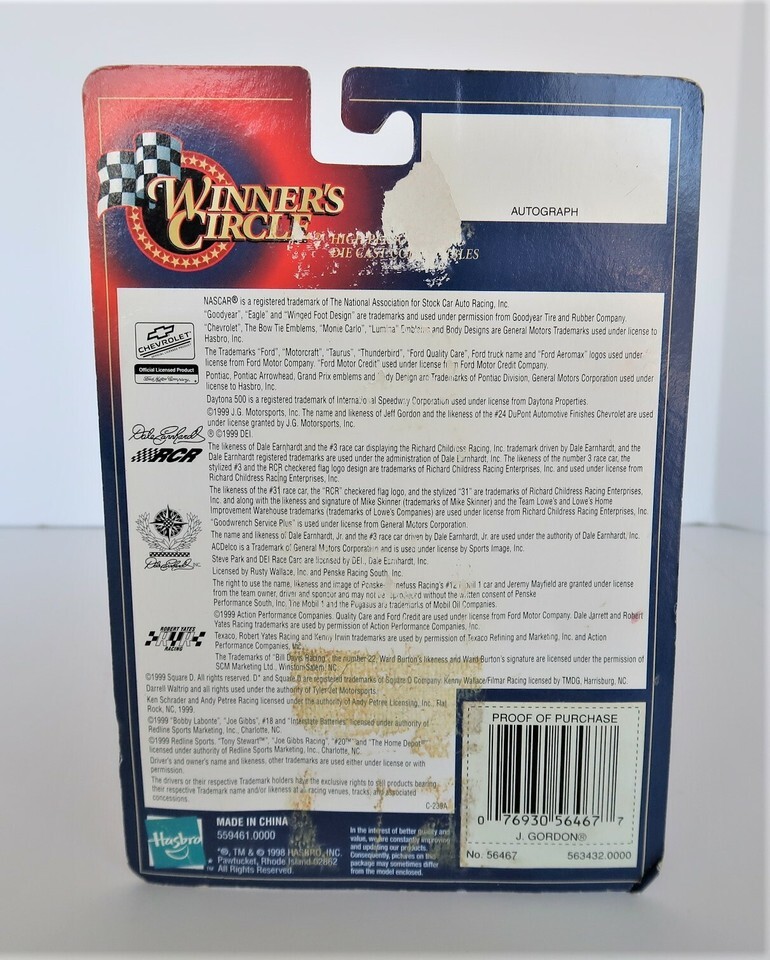 WINNER'S
CIRCLE
AUTOGRAPH
DIE CAST
NASCAR® is a registered trademark of The National Association for Stock Car Auto Racing, Inc.
"Goodyear", "Eagle" and "Winged Foot Design" are trademarks and used under permission from Goodyear Tire and Rubber Company.
"Chevrolet", The Bow Tie Emblems, "Monte Carlo", "Lumina" Emblems and Body Designs are General Motors Trademarks used under license to
Hasbro, Inc.
CHEVROLET
Official Licensed Product
Ford Motor Company
The Trademarks "Ford", "Motorcraft", "Taurus", "Thunderbird", "Ford Quality Care", Ford truck name and "Ford Aeromax" logos used under
license from Ford Motor Company. "Ford Motor Credit" used under license from Ford Motor Credit Company.
Pontiac, Pontiac Arrowhead, Grand Prix emblems and Body Design are Trademarks of Pontiac Division, General Motors Corporation used under
license to Hasbro, Inc.
Daytona 500 is a registered trademark of International Speedway Corporation used under license from Daytona Properties.
©1999 J.G. Motorsports, Inc. The name and likeness of Jeff Gordon and the likeness of the #24 DuPont Automotive Finishes Chevrolet are used
under license granted by J.G. Motorsports, Inc.
Dale Earnhardt ® ©1999 DEI.
RCR
The likeness of Dale Earnhardt and the #3 race car displaying the Richard Childress Racing, Inc. trademark driven by Dale Earnhardt, and the
Dale Earnhardt registered trademarks are used under the administration of Dale Earnhardt, Inc. The likeness of the number 3 race car, the
stylized #3 and the RCR checkered flag logo design are trademarks of Richard Childress Racing Enterprises, Inc. and used under license from
Richard Childress Racing Enterprises, Inc.
The likeness of the #31 race car, the "RCR" checkered flag logo, and the stylized "31" are trademarks of Richard Childress Racing Enterprises,
Inc. and along with the likeness and signature of Mike Skinner (trademarks of Mike Skinner) and the Team Lowe's and Lowe's Home
Improvement Warehouse trademarks (trademarks of Lowe's Companies) are used under license from Richard Childress Racing Enterprises, Inc.
"Goodwrench Service Plus" is used under license from General Motors Corporation.
The name and likeness of Dale Earnhardt, Jr. and the #3 race car driven by Dale Earnhardt, Jr. are used under the authority of Dale Earnhardt, Inc.
ACDelco is a Trademark of General Motors Corporation and is used under license by Sports Image, Inc.
Steve Park and DEI Race Cars are licensed by DEI, Dale Earnhardt, Inc.
Dale Earnhardt INC.
Licensed by Rusty Wallace, Inc. and Penske Racing South, Inc.
The right to use the name, likeness and image of Penske-Kranefuss Racing's #12 Mobil 1 car and Jeremy Mayfield are granted under license
from the team owner, driver and sponsor and may not be reproduced without the written consent of Penske
Performance South, Inc. The Mobil 1 and the Pegasus are trademarks of Mobil Oil Companies.
©1999 Action Performance Companies. Quality Care and Ford Credit are used under license from Ford Motor Company. Dale Jarrett and Robert
Yates Racing trademarks are used by permission of Action Performance Companies, Inc.
ROBERT YATES
RACING
Texaco, Robert Yates Racing and Kenny Irwin trademarks are used by permission of Texaco Refining and Marketing, Inc. and Action
Performance Companies, Inc.
The Trademarks of "Bill Davis Racing", the number 22, Ward Burton's likeness and Ward Burton's signature are licensed under the permission of
SCM Marketing Ltd., Winston-Salem, NC.
©1999 Square D. All rights reserved. D* and Square D are registered trademarks of Square D Company. Kenny Wallace/Filmar Racing licensed by TMDG, Harrisburg, NC.
Darrell Waltrip and all rights used under the authority of Tyler Jet Motorsports.
Ken Schrader and Andy Petree Racing used under the authority of Andy Petree Licensing, Inc., Flat
Rock, NC, 1999.
©1999 "Bobby Labonte", "Joe Gibbs", #18 and "Interstate Batteries" licensed under authority of
Redline Sports Marketing, Inc., Charlotte, NC.
©1999 Redline Sports. "Tony Stewart™", "Joe Gibbs Racing", "#20™" and "The Home Depot"
licensed under authority of Redline Sports Marketing, Inc., Charlotte, NC.
Driver's and owner's name and likeness, other trademarks are used either under license or with
permission.
The drivers or their respective Trademark holders have the exclusive rights to sell products bearing
their respective Trademark name and/or likeness at all racing venues, tracks, and associated
concessions.
C-238A
PROOF OF PURCHASE
0 76930 56467 7
J. GORDON®
No. 56467 563432.0000
Hasbro
MADE IN CHINA
559461.0000
*®, TM & © 1998 HASBRO, INC.
Pawtucket, Rhode Island 02862
All Rights Reserved.
In the interest of better quality and
value, we are constantly improving
and updating our products.
Consequently, pictures on this
package may sometimes differ
from the model enclosed.